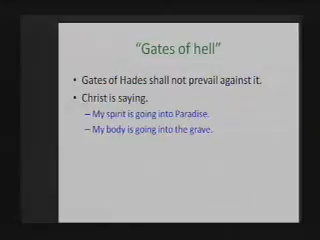 “Gates of hell”
• Gates of Hades shall not prevail against it.
• Christ is saying.
– My spirit is going into Paradise.
– My body is going into the grave.